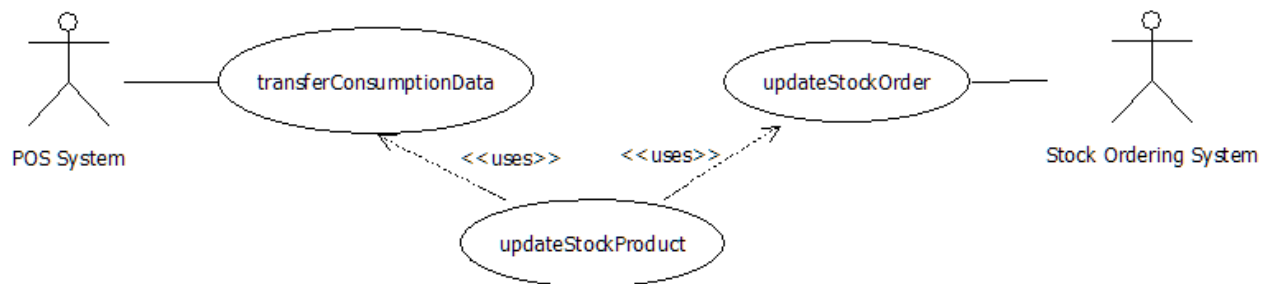 transferConsumptionData
updateStockOrder
POS System
<<uses>>
<<uses>>
Stock Ordering System
updateStockProduct